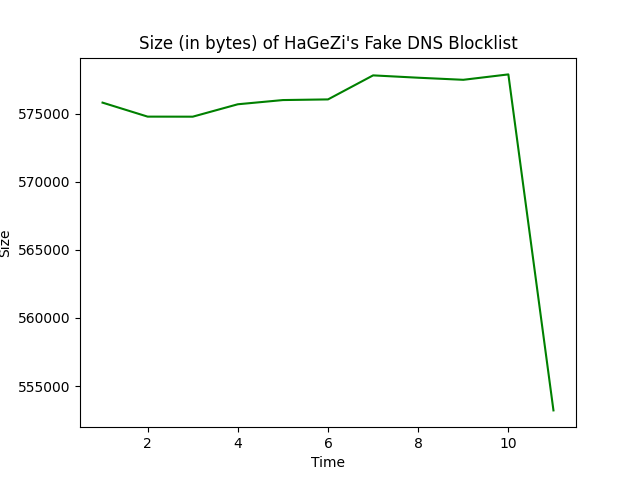 Size (in bytes) of HaGeZi's Fake DNS Blocklist
575000
570000
565000
560000
555000
Size
2 4 6 8 10
Time